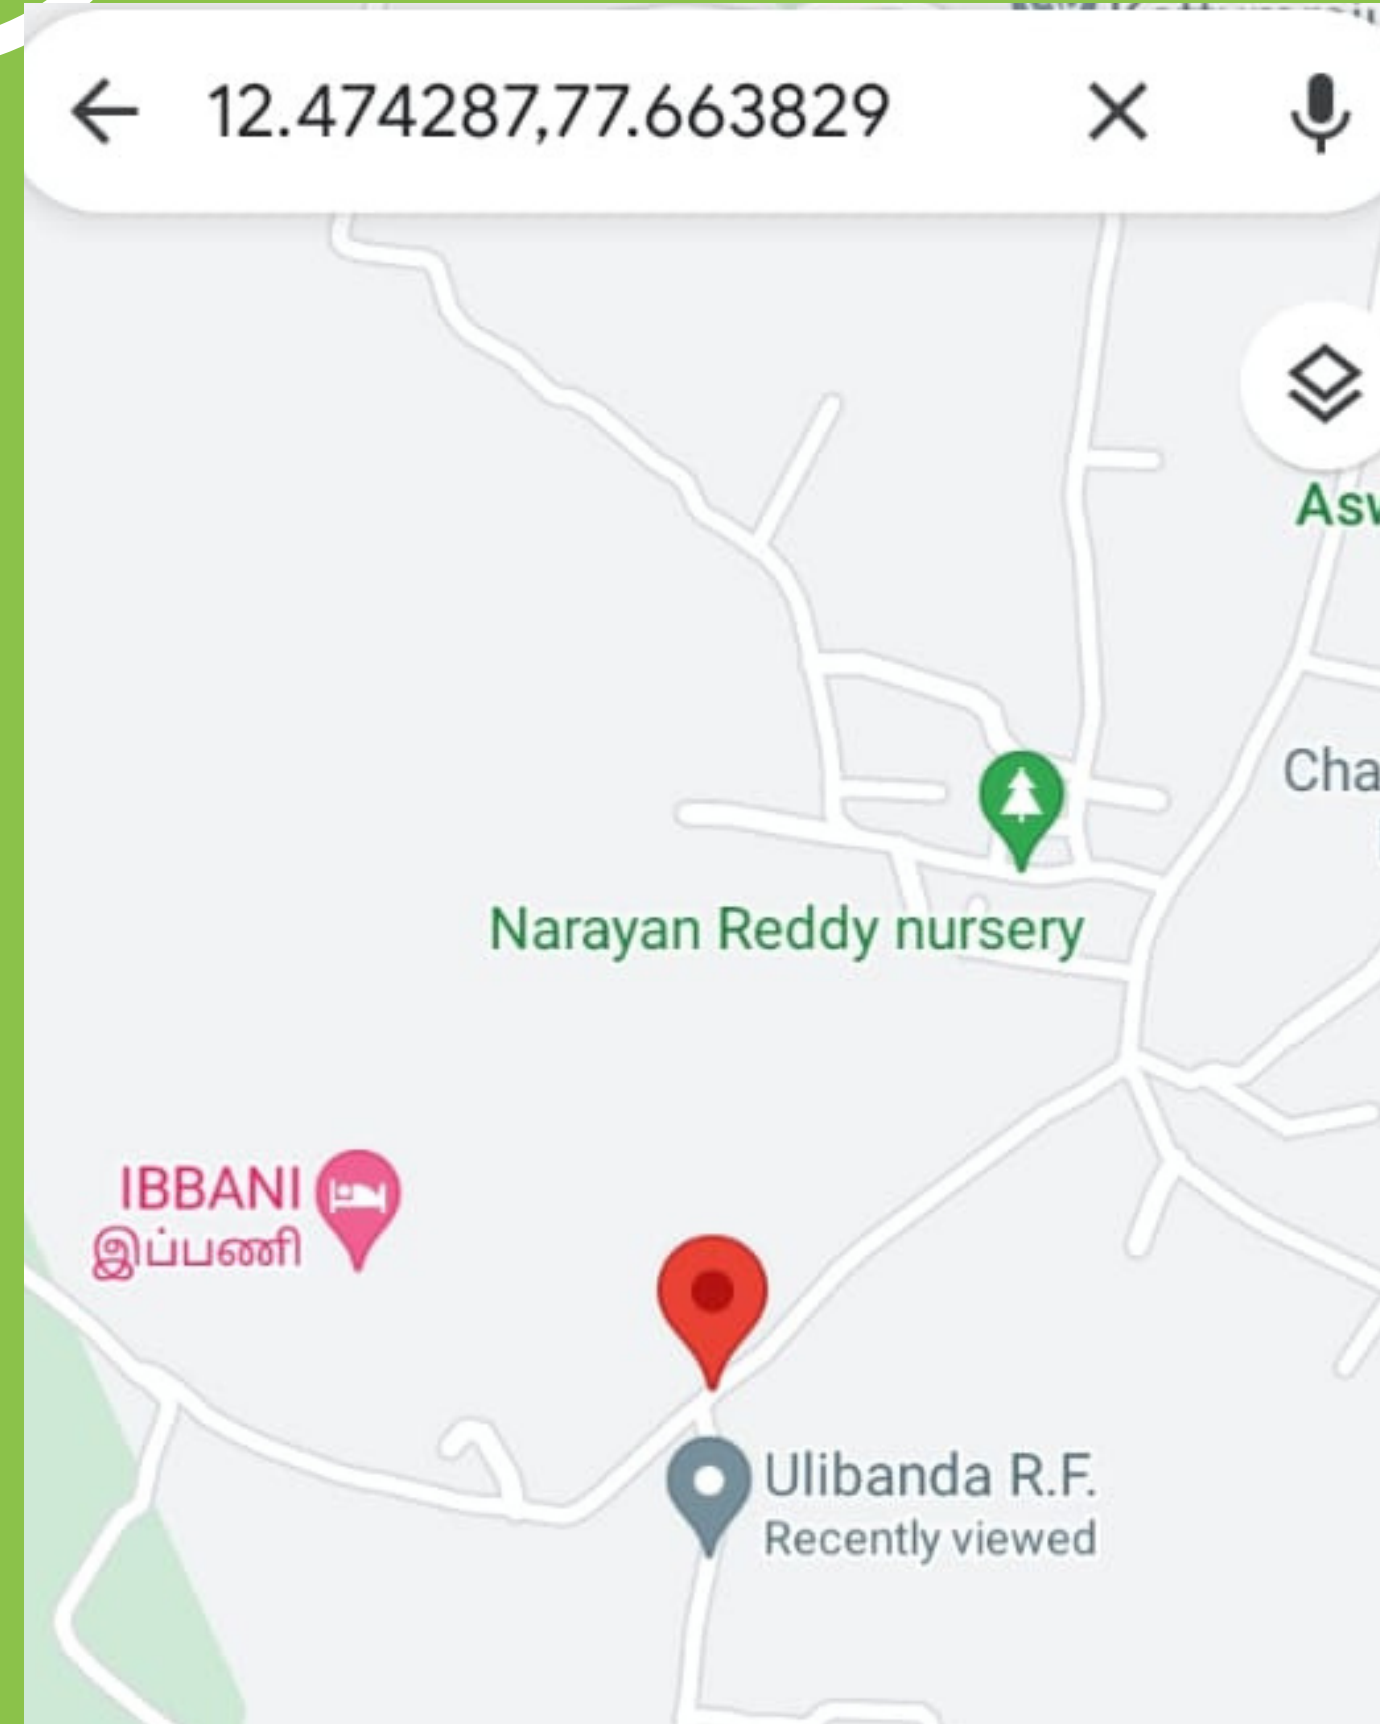 12.474287,77.663829
Narayan Reddy nursery
IBBANI
இப்பணி
Ulibanda R.F.
Recently viewed